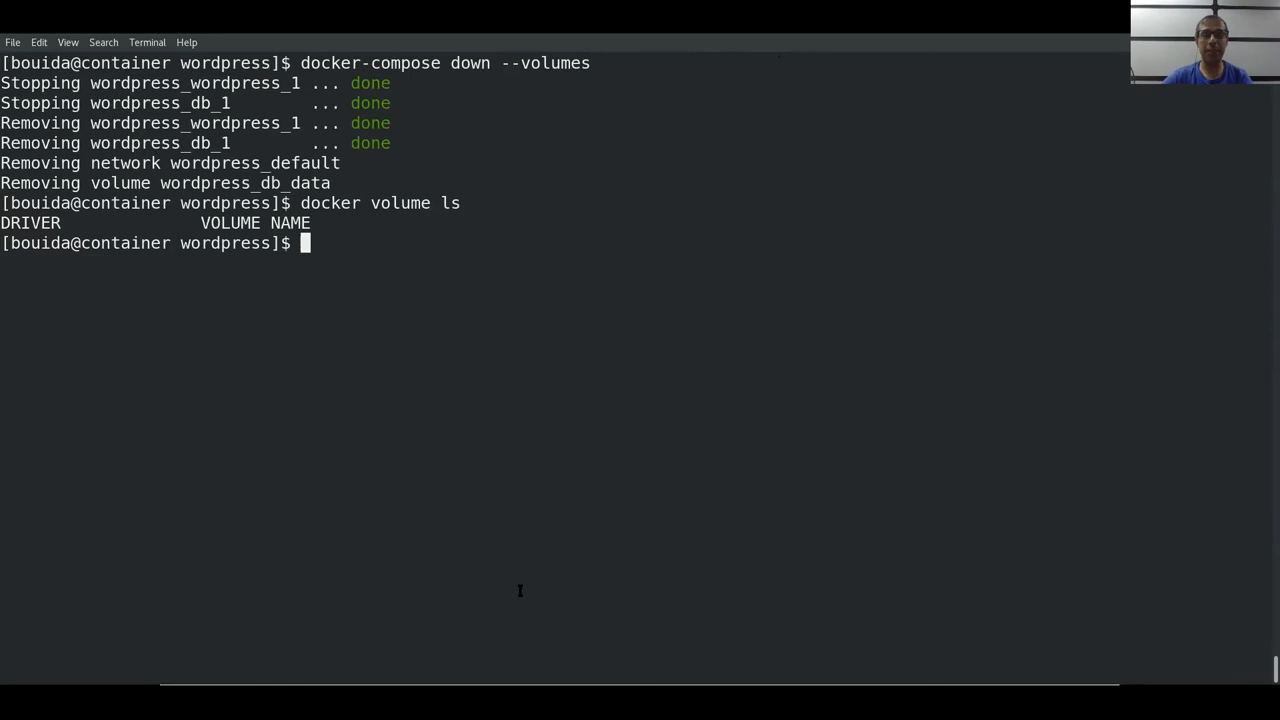 File Edit View Search Terminal Help
[bouida@container wordpress]$ docker-compose down --volumes
Stopping wordpress_wordpress_1 ... done
Stopping wordpress_db_1        ... done
Removing wordpress_wordpress_1 ... done
Removing wordpress_db_1        ... done
Removing network wordpress_default
Removing volume wordpress_db_data
[bouida@container wordpress]$ docker volume ls
DRIVER              VOLUME NAME
[bouida@container wordpress]$